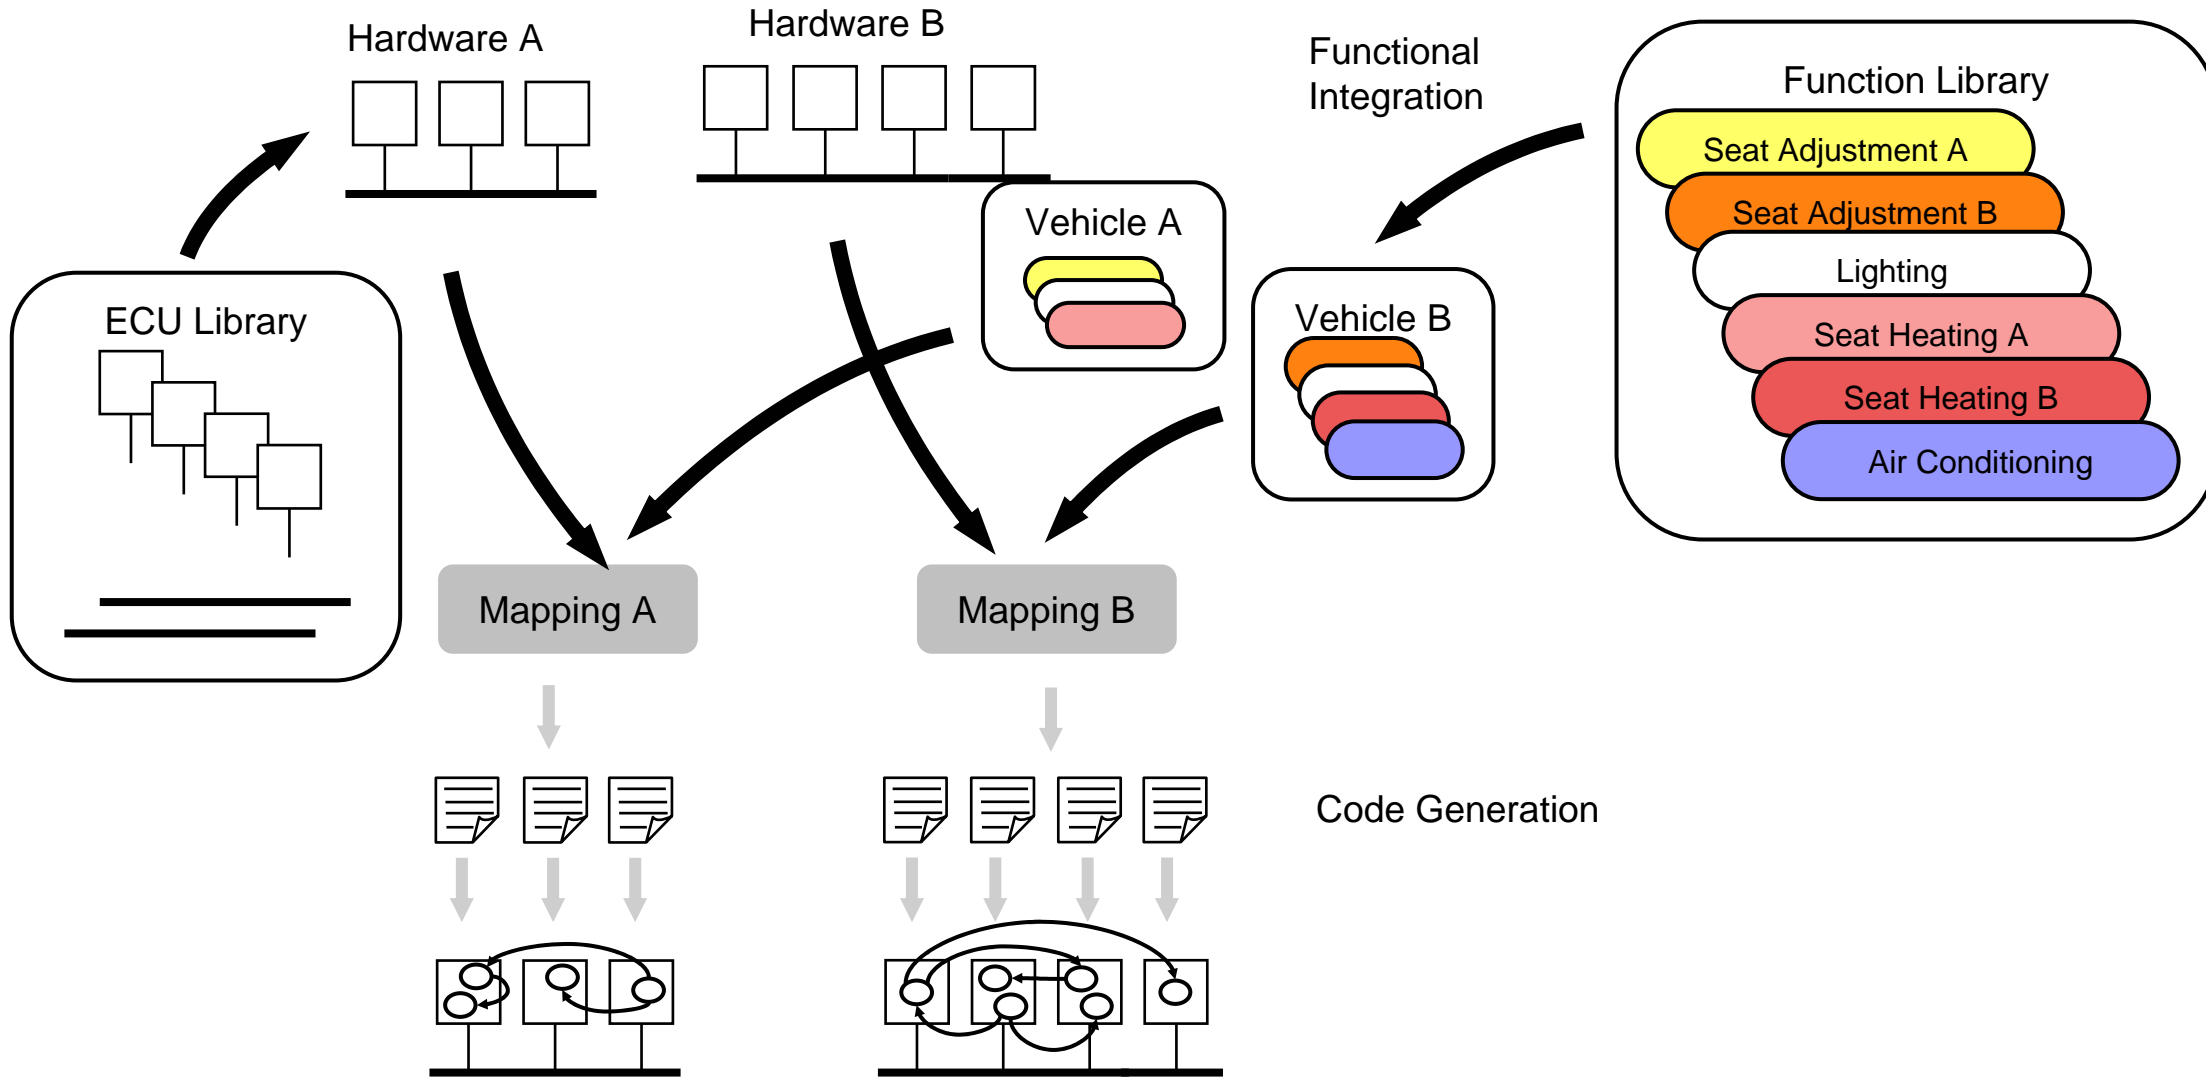 Hardware A
Hardware B
Functional
Integration
Function Library
Seat Adjustment A
Seat Adjustment B
Lighting
Seat Heating A
Seat Heating B
Air Conditioning
Vehicle A
Vehicle B
ECU Library
Mapping A
Mapping B
Code Generation